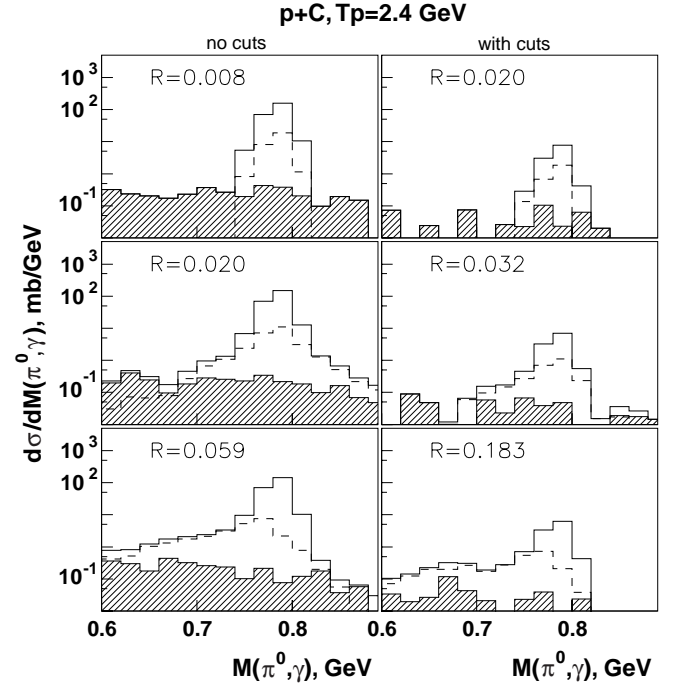 p+C, Tp=2.4 GeV
no cuts
with cuts
dσ/dM(π⁰,γ), mb/GeV
10³
10²
10⁻¹
R=0.008
R=0.020
10³
10²
10⁻¹
R=0.020
R=0.032
10³
10²
10⁻¹
R=0.059
R=0.183
0.6 0.7 0.8 0.6 0.7 0.8
M(π⁰,γ), GeV
M(π⁰,γ), GeV